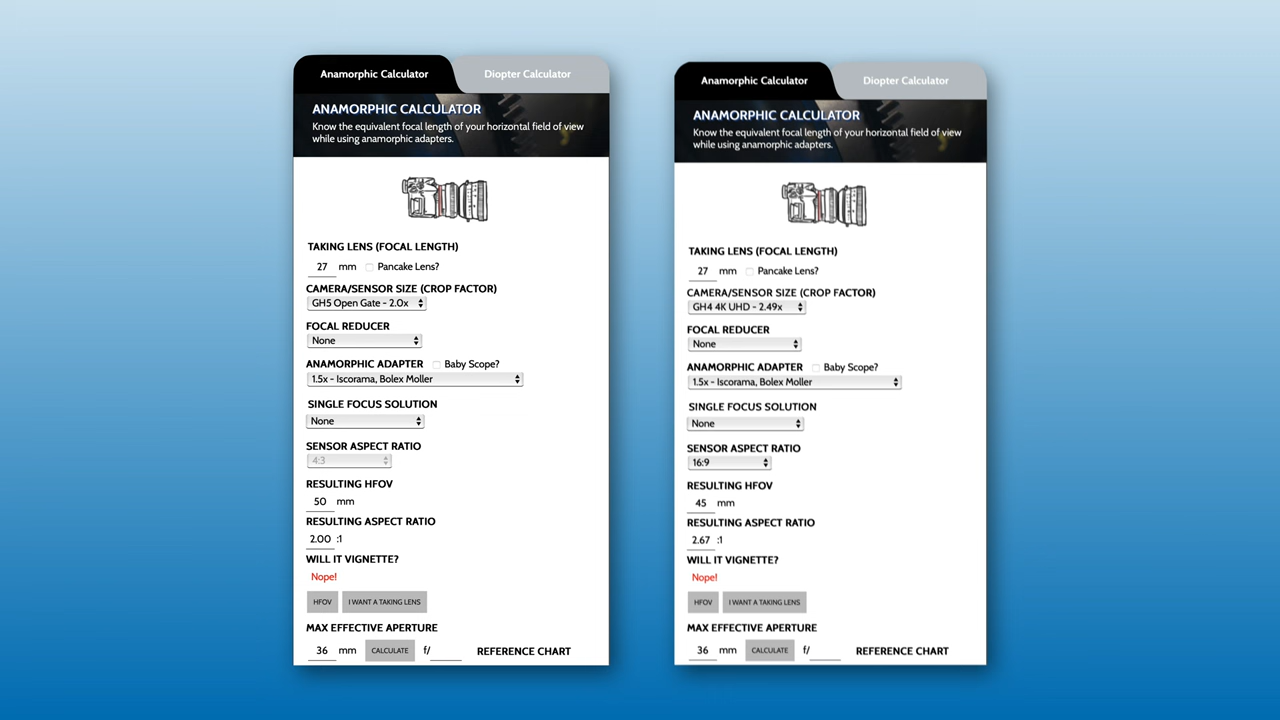 Anamorphic Calculator
Diopter Calculator
ANAMORPHIC CALCULATOR
Know the equivalent focal length of your horizontal field of view
while using anamorphic adapters.
TAKING LENS (FOCAL LENGTH)
27 mm Pancake Lens?
CAMERA/SENSOR SIZE (CROP FACTOR)
GH5 Open Gate - 2.0x
FOCAL REDUCER
None
ANAMORPHIC ADAPTER Baby Scope?
1.5x - Iscorama, Bolex Moller
SINGLE FOCUS SOLUTION
None
SENSOR ASPECT RATIO
4:3
RESULTING HFOV
50 mm
RESULTING ASPECT RATIO
2.00 :1
WILL IT VIGNETTE?
Nope!
HFOV I WANT A TAKING LENS
MAX EFFECTIVE APERTURE
36 mm CALCULATE f/ REFERENCE CHART
Anamorphic Calculator
Diopter Calculator
ANAMORPHIC CALCULATOR
Know the equivalent focal length of your horizontal field of view
while using anamorphic adapters.
TAKING LENS (FOCAL LENGTH)
27 mm Pancake Lens?
CAMERA/SENSOR SIZE (CROP FACTOR)
GH4 4K UHD - 2.49x
FOCAL REDUCER
None
ANAMORPHIC ADAPTER Baby Scope?
1.5x - Iscorama, Bolex Moller
SINGLE FOCUS SOLUTION
None
SENSOR ASPECT RATIO
16:9
RESULTING HFOV
45 mm
RESULTING ASPECT RATIO
2.67 :1
WILL IT VIGNETTE?
Nope!
HFOV I WANT A TAKING LENS
MAX EFFECTIVE APERTURE
36 mm CALCULATE f/ REFERENCE CHART